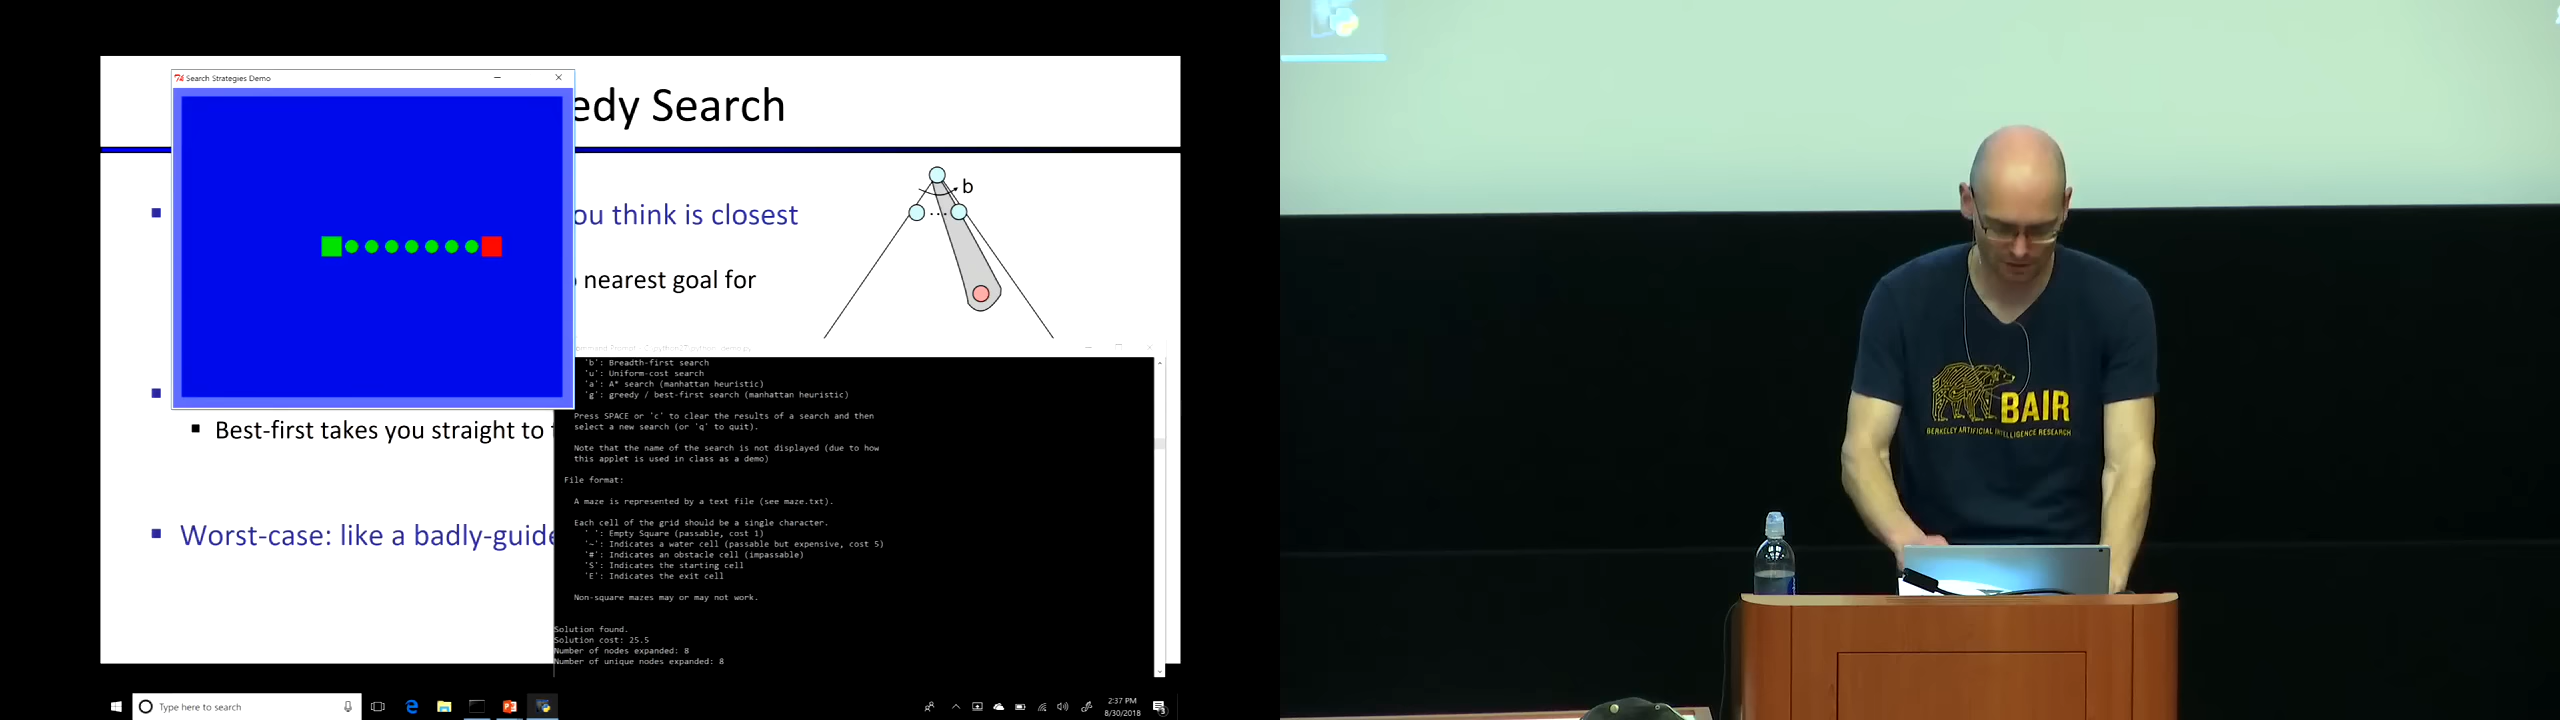 Search Strategies Demo
edy Search
b
ou think is closest
nearest goal for
Best-first takes you straight to
Worst-case: like a badly-guide
'b': Breadth-first search
'u': Uniform-cost search
'a': A* search (manhattan heuristic)
'g': greedy / best-first search (manhattan heuristic)
Press SPACE or 'c' to clear the results of a search and then
select a new search (or 'q' to quit).
Note that the name of the search is not displayed (due to how
this applet is used in class as a demo)
File format:
A maze is represented by a text file (see maze.txt).
Each cell of the grid should be a single character.
' ': Empty Square (passable, cost 1)
'~': Indicates a water cell (passable but expensive, cost 5)
'#': Indicates an obstacle cell (impassable)
'S': Indicates the starting cell
'E': Indicates the exit cell
Non-square mazes may or may not work.
Solution found.
Solution cost: 25.5
Number of nodes expanded: 8
Number of unique nodes expanded: 8
Type here to search
2:37 PM
8/30/2018
BAIR
BERKELEY ARTIFICIAL INTELLIGENCE RESEARCH